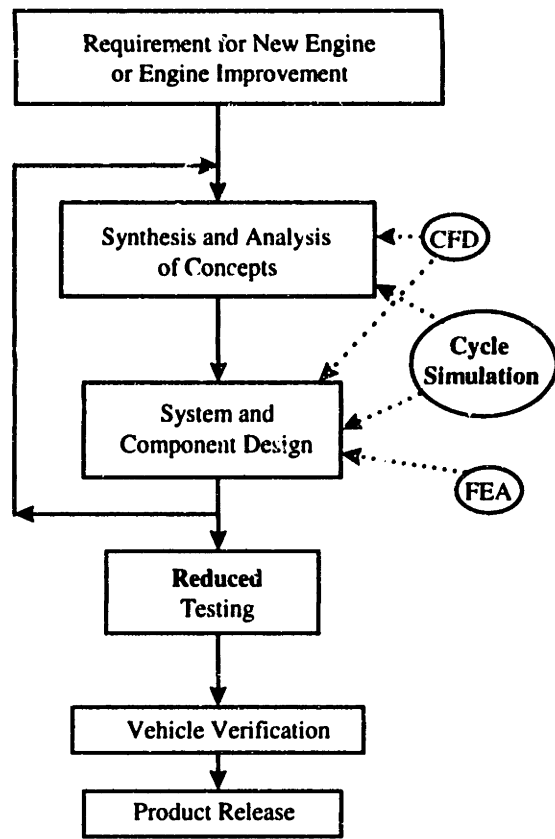 Requirement for New Engine
or Engine Improvement
Synthesis and Analysis
of Concepts
CFD
Cycle
Simulation
System and
Component Design
FEA
Reduced
Testing
Vehicle Verification
Product Release